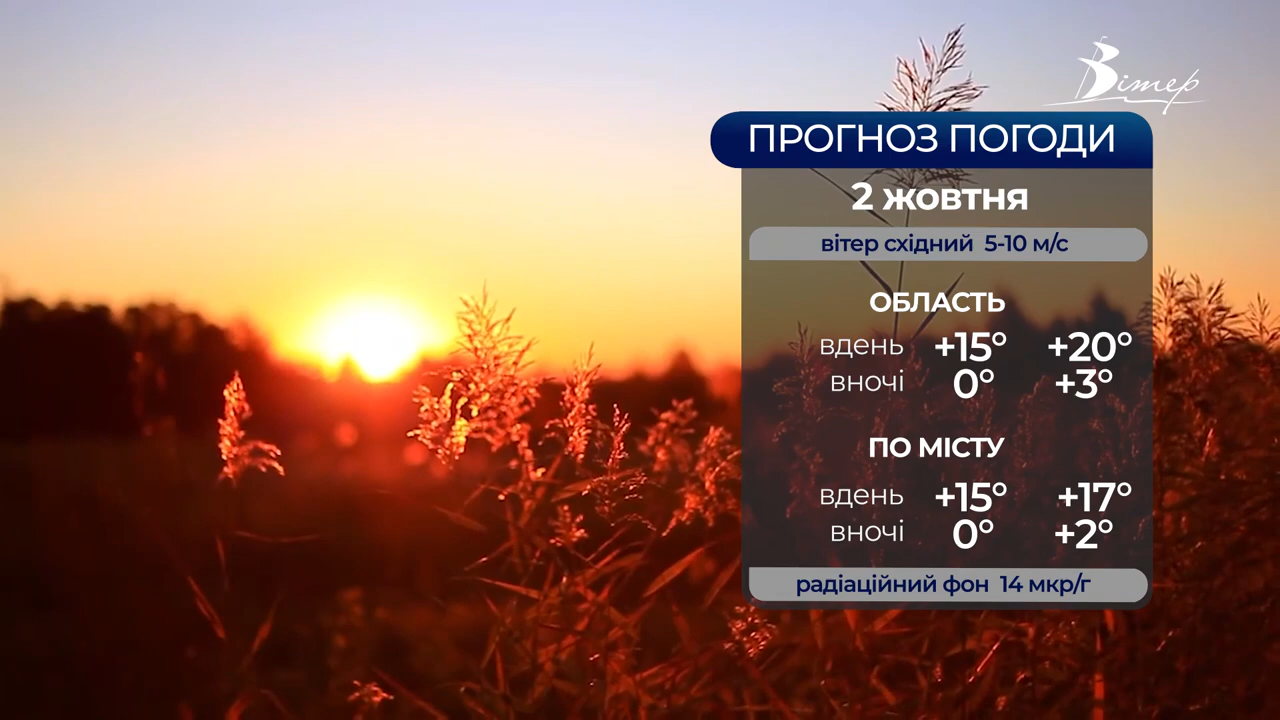 Вітер
ПРОГНОЗ ПОГОДИ
2 жовтня
вітер східний 5-10 м/с
ОБЛАСТЬ
вдень +15° +20°
вночі 0° +3°
ПО МІСТУ
вдень +15° +17°
вночі 0° +2°
радіаційний фон 14 мкр/г